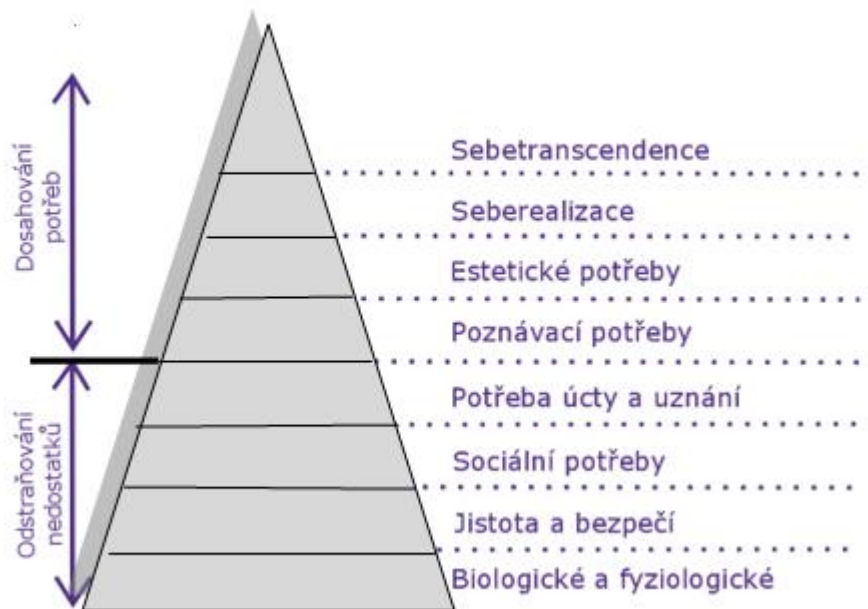 Dosahování
potřeb
Sebetranscendence
Seberealizace
Estetické potřeby
Poznávací potřeby
Odstraňování
nedostatků
Potřeba úcty a uznání
Sociální potřeby
Jistota a bezpečí
Biologické a fyziologické